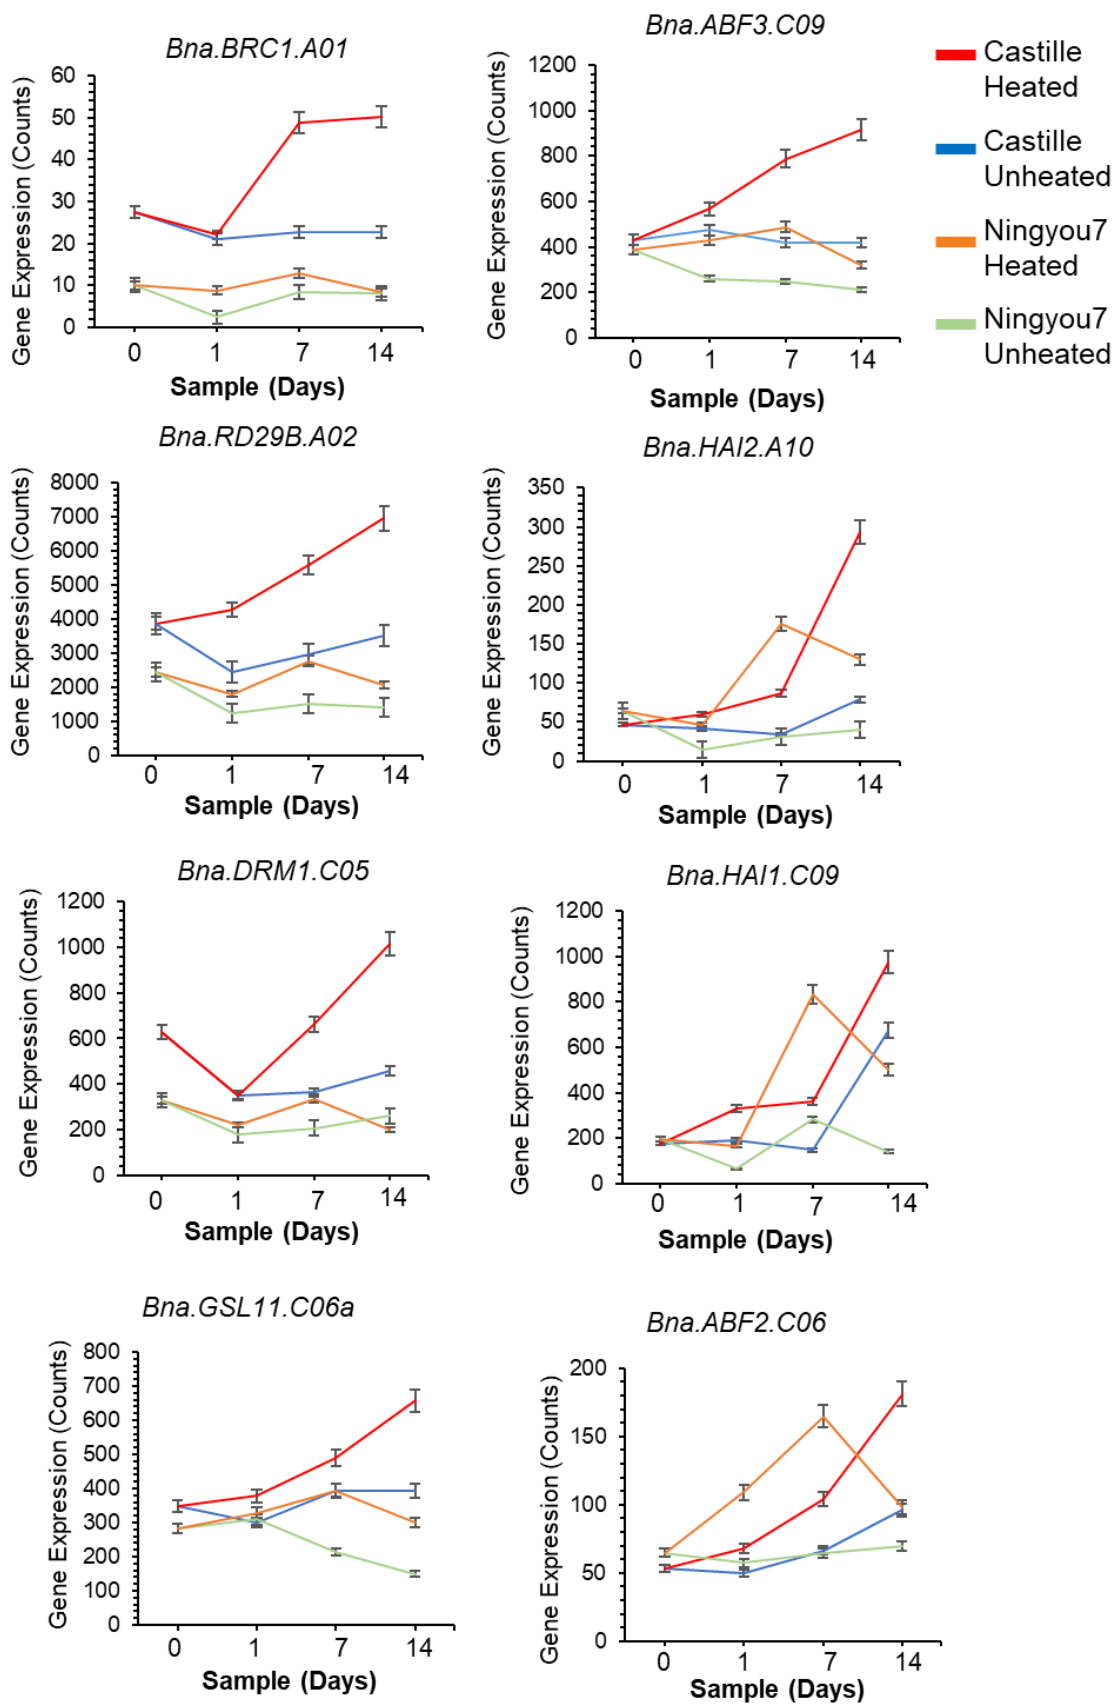 Bna.BRC1.A01
Gene Expression (Counts)
60
50
40
30
20
10
0
0 1 7 14
Sample (Days)
Bna.ABF3.C09
Gene Expression (Counts)
1200
1000
800
600
400
200
0
0 1 7 14
Sample (Days)
Castille
Heated
Castille
Unheated
Ningyou7
Heated
Ningyou7
Unheated
Bna.RD29B.A02
Gene Expression (Counts)
8000
7000
6000
5000
4000
3000
2000
1000
0
0 1 7 14
Sample (Days)
Bna.HAI2.A10
Gene Expression (Counts)
350
300
250
200
150
100
50
0
0 1 7 14
Sample (Days)
Bna.DRM1.C05
Gene Expression (Counts)
1200
1000
800
600
400
200
0
0 1 7 14
Sample (Days)
Bna.HAI1.C09
Gene Expression (Counts)
1200
1000
800
600
400
200
0
0 1 7 14
Sample (Days)
Bna.GSL11.C06a
Gene Expression (Counts)
800
700
600
500
400
300
200
100
0
0 1 7 14
Sample (Days)
Bna.ABF2.C06
Gene Expression (Counts)
200
150
100
50
0
0 1 7 14
Sample (Days)